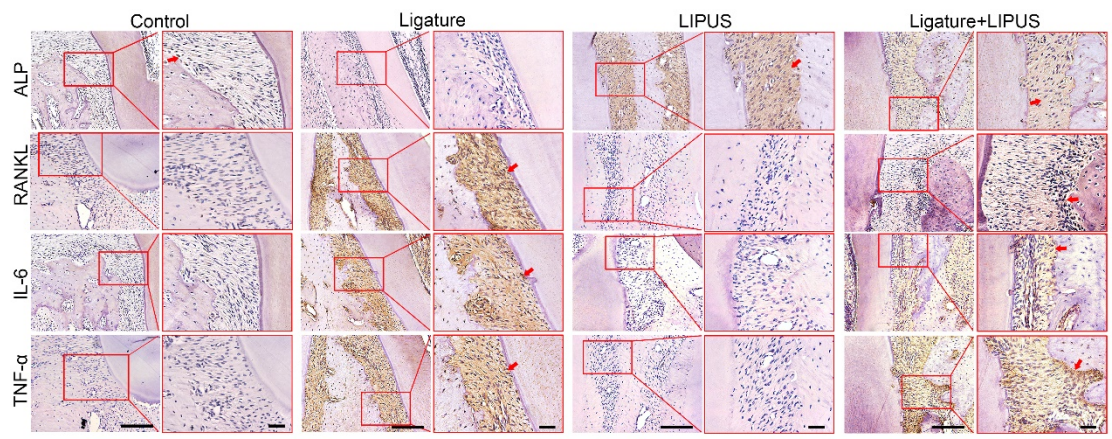 Control Ligature LIPUS Ligature+LIPUS
ALP
RANKL
IL-6
TNF-α